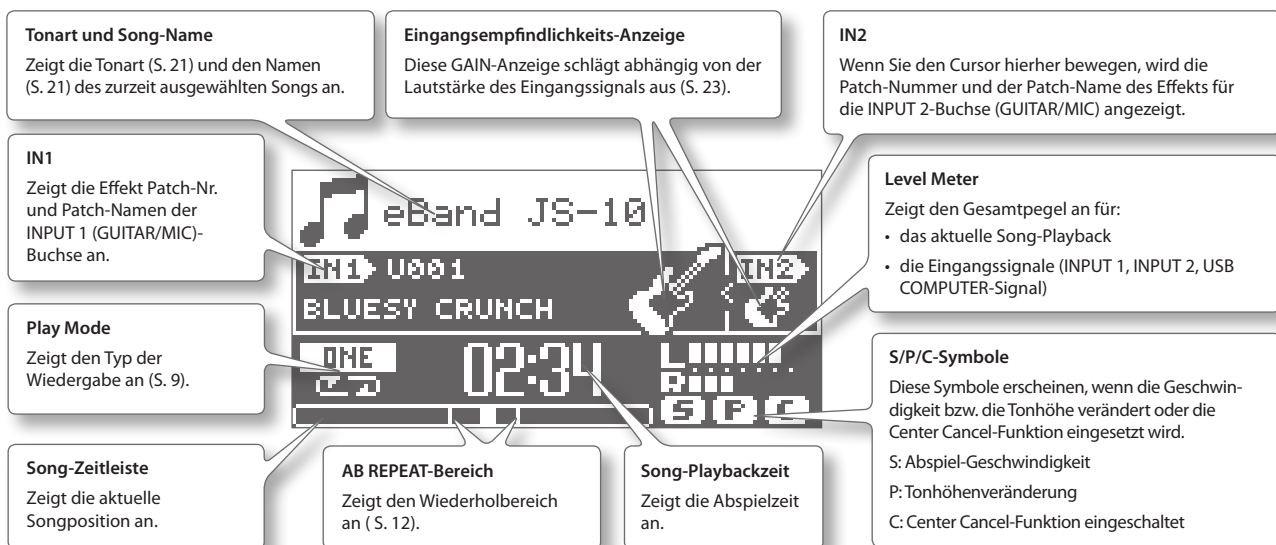 Tonart und Song-Name
Zeigt die Tonart (S. 21) und den Namen
(S. 21) des zurzeit ausgewählten Songs an.
Eingangsempfindlichkeits-Anzeige
Diese GAIN-Anzeige schlägt abhängig von der
Lautstärke des Eingangssignals aus (S. 23).
IN2
Wenn Sie den Cursor hierher bewegen, wird die
Patch-Nummer und der Patch-Name des Effekts für
die INPUT 2-Buchse (GUITAR/MIC) angezeigt.
IN1
Zeigt die Effekt Patch-Nr.
und Patch-Namen der
INPUT 1 (GUITAR/MIC)-
Buchse an.
Level Meter
Zeigt den Gesamtpegel an für:
• das aktuelle Song-Playback
• die Eingangssignale (INPUT 1, INPUT 2, USB
COMPUTER-Signal)
eBand JS-10
IN1 U001 IN2
BLUESY CRUNCH
ONE 02:34 L
R
S P C
Play Mode
Zeigt den Typ der
Wiedergabe an (S. 9).
S/P/C-Symbole
Diese Symbole erscheinen, wenn die Geschwin-
digkeit bzw. die Tonhöhe verändert oder die
Center Cancel-Funktion eingesetzt wird.
S: Abspiel-Geschwindigkeit
P: Tonhöhenveränderung
C: Center Cancel-Funktion eingeschaltet
Song-Zeitleiste
Zeigt die aktuelle
Songposition an.
AB REPEAT-Bereich
Zeigt den Wiederholbereich
an ( S. 12).
Song-Playbackzeit
Zeigt die Abspielzeit
an.